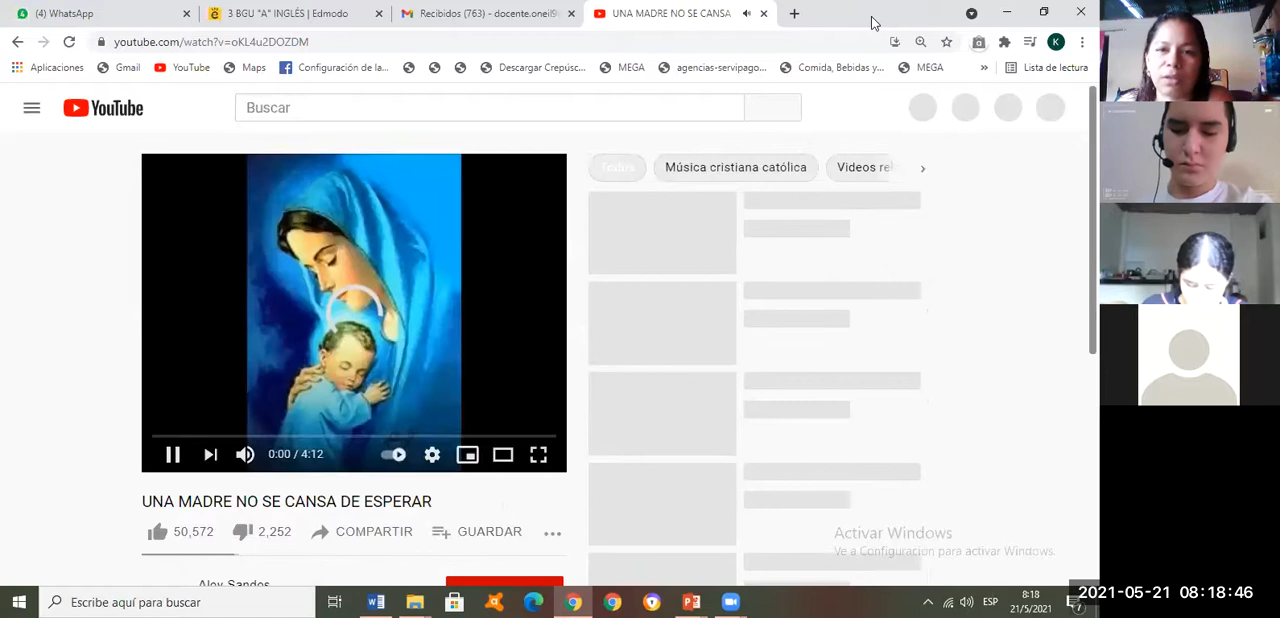 (4) WhatsApp
3 BGU "A" INGLÉS | Edmodo
Recibidos (763) -
UNA MADRE NO SE CANSA
youtube.com/watch?v=oKL4u2DOZDM
K
Aplicaciones
Gmail
YouTube
Maps
Configuración de la...
Descargar Crepusc...
MEGA
agencias-servipago...
Comida, Bebidas y...
MEGA
»
Lista de lectura
YouTube
Buscar
Todos
Música cristiana católica
Videos rel
0:00 / 4:12
UNA MADRE NO SE CANSA DE ESPERAR
50,572
2,252
COMPARTIR
GUARDAR
Activar Windows
Ve a Configuración para activar Windows.
Escribe aquí para buscar
ESP
8:18
21/5/2021
7
2021-05-21 08:18:46